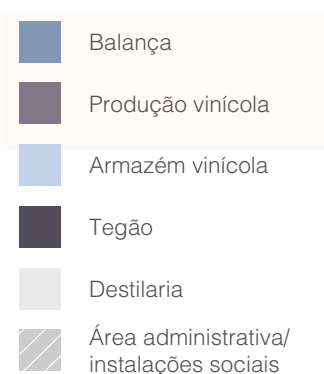 Balança
Produção vinícola
Armazém vinícola
Tegão
Destilaria
Área administrativa/
instalações sociais